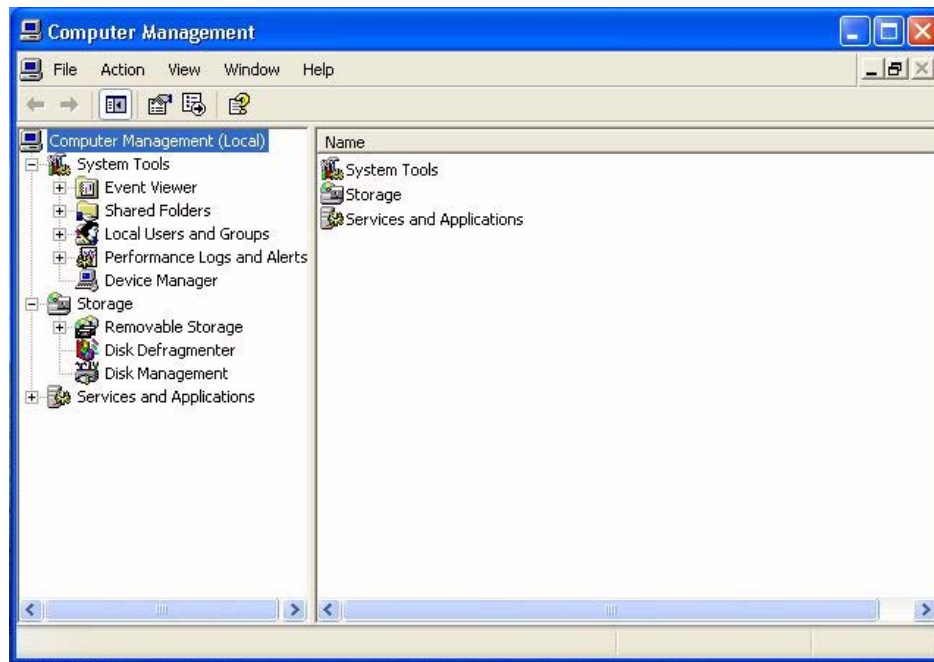 Computer Management
File Action View Window Help
Computer Management (Local)
System Tools
Event Viewer
Shared Folders
Local Users and Groups
Performance Logs and Alerts
Device Manager
Storage
Removable Storage
Disk Defragmenter
Disk Management
Services and Applications
Name
System Tools
Storage
Services and Applications